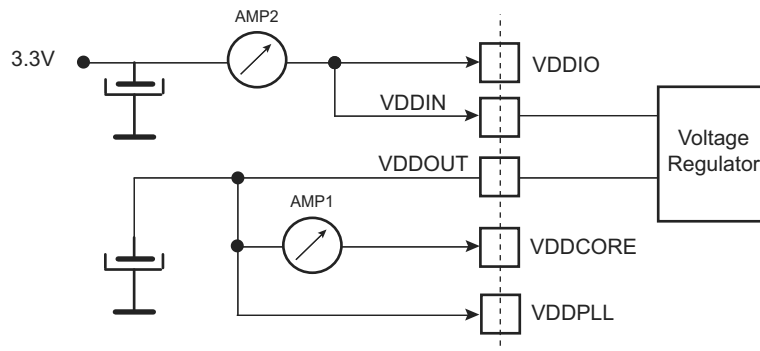 AMP2
3.3V
VDDIO
VDDIN
Voltage
Regulator
VDDOUT
AMP1
VDDCORE
VDDPLL